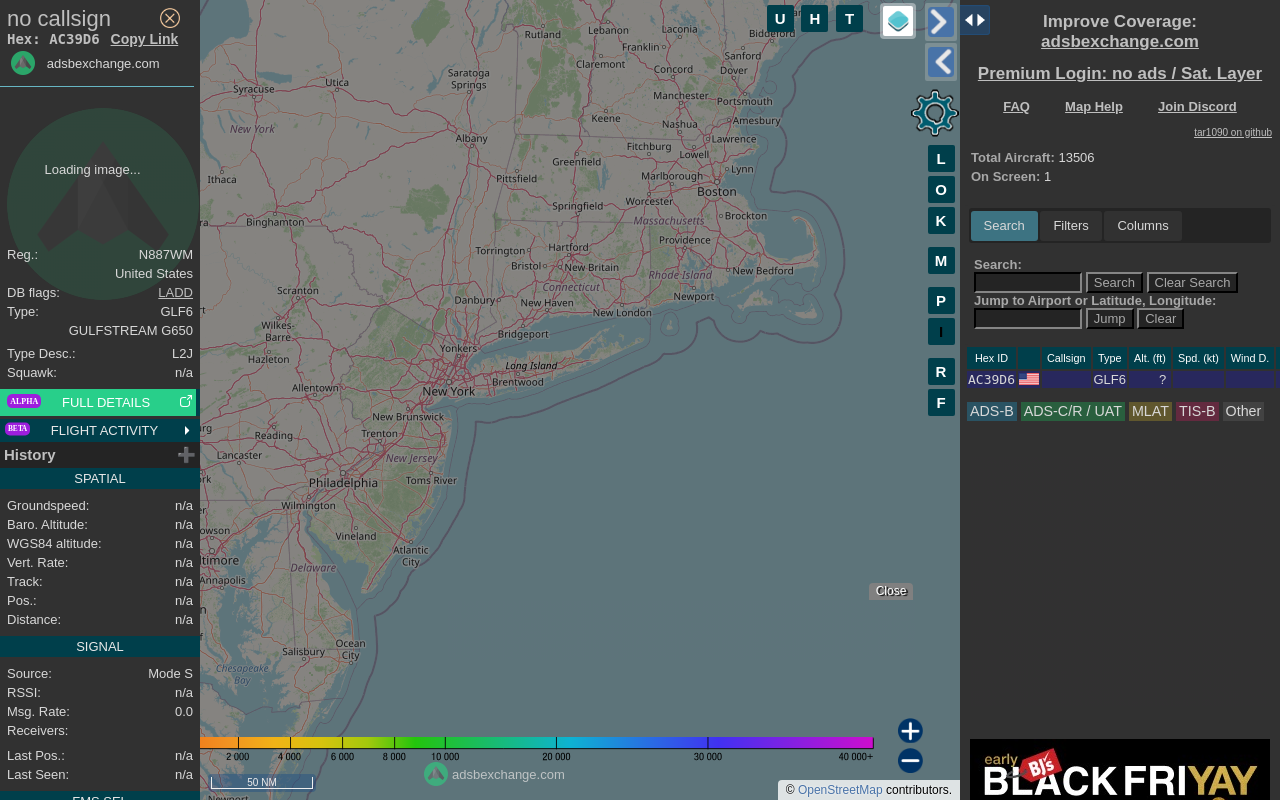 no callsign
Hex: AC39D6 Copy Link
adsbexchange.com
Loading image...
Reg.: N887WM
United States
DB flags: LADD
Type: GLF6
GULFSTREAM G650
Type Desc.: L2J
Squawk: n/a
ALPHA FULL DETAILS
BETA FLIGHT ACTIVITY
History
SPATIAL
Groundspeed: n/a
Baro. Altitude: n/a
WGS84 altitude: n/a
Vert. Rate: n/a
Track: n/a
Pos.: n/a
Distance: n/a
SIGNAL
Source: Mode S
RSSI: n/a
Msg. Rate: 0.0
Receivers:
Last Pos.: n/a
Last Seen: n/a
FMS SEL
Rutland
Lebanon
Laconia
Biddeford
Franklin
Sanford
Claremont
Concord
Dover
Syracuse
Utica
Saratoga
Springs
Manchester
Portsmouth
Keene
Nashua
Amesbury
New York
Albany
Fitchburg
Lawrence
Lowell
Greenfield
Lynn
Ithaca
Pittsfield
Marlborough
Boston
Worcester
Springfield
Binghamton
Massachusetts
Brockton
Torrington
Hartford
Providence
Bristol
New Britain
Rhode Island
New Bedford
Connecticut
Scranton
Danbury
New Haven
Newport
New London
Wilkes-
Barre
Bridgeport
Hazleton
Yonkers
Long Island
Allentown
New York
Brentwood
New Brunswick
Reading
Trenton
Lancaster
New Jersey
Philadelphia
Toms River
Wilmington
Vineland
Atlantic
City
Annapolis
Delaware
Ocean
City
Salisbury
Chesapeake
Bay
U H T
L
O
K
M
P
I
R
F
Close
2 000 4 000 6 000 8 000 10 000 20 000 30 000 40 000+
50 NM
adsbexchange.com
© OpenStreetMap contributors.
Improve Coverage:
adsbexchange.com
Premium Login: no ads / Sat. Layer
FAQ Map Help Join Discord
tar1090 on github
Total Aircraft: 13506
On Screen: 1
Search Filters Columns
Search:
Search Clear Search
Jump to Airport or Latitude, Longitude:
Jump Clear
Hex ID Callsign Type Alt. (ft) Spd. (kt) Wind D.
AC39D6 GLF6 ?
ADS-B ADS-C/R / UAT MLAT TIS-B Other
early BJ's
BLACK FRIYAY